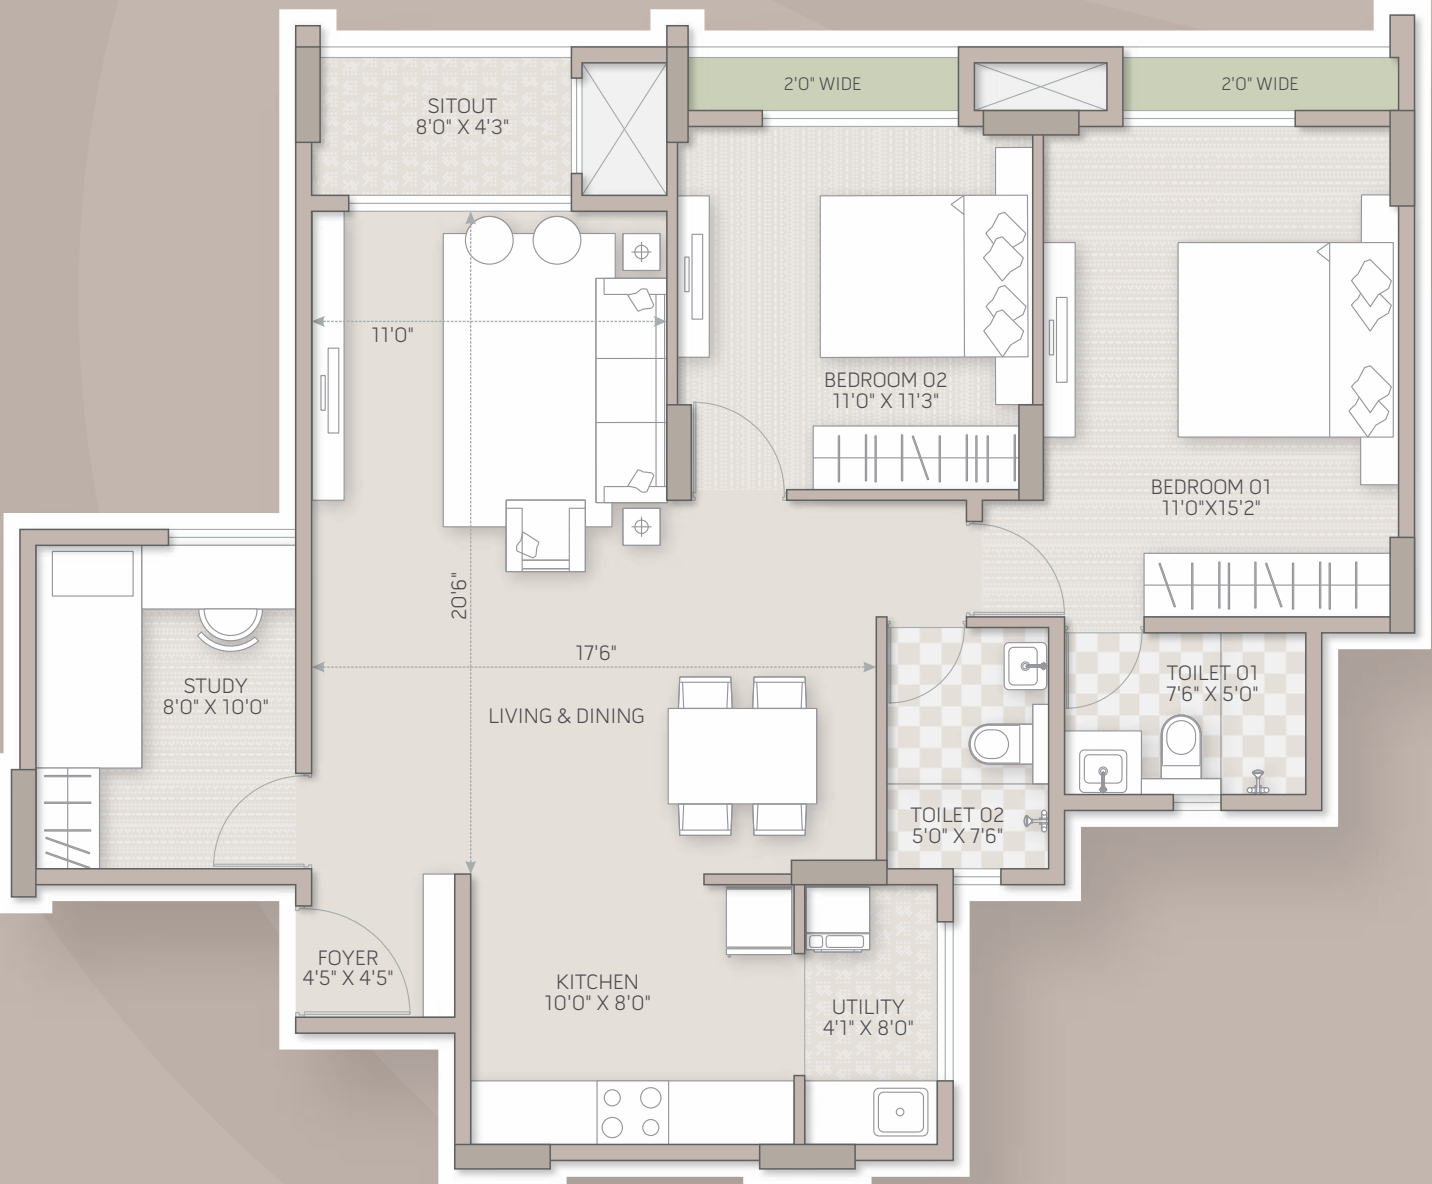 2'0" WIDE
2'0" WIDE
SITOUT
8'0" X 4'3"
11'0"
BEDROOM 02
11'0" X 11'3"
BEDROOM 01
11'0"X15'2"
20'6"
17'6"
STUDY
8'0" X 10'0"
LIVING & DINING
TOILET 01
7'6" X 5'0"
TOILET 02
5'0" X 7'6"
FOYER
4'5" X 4'5"
KITCHEN
10'0" X 8'0"
UTILITY
4'1" X 8'0"